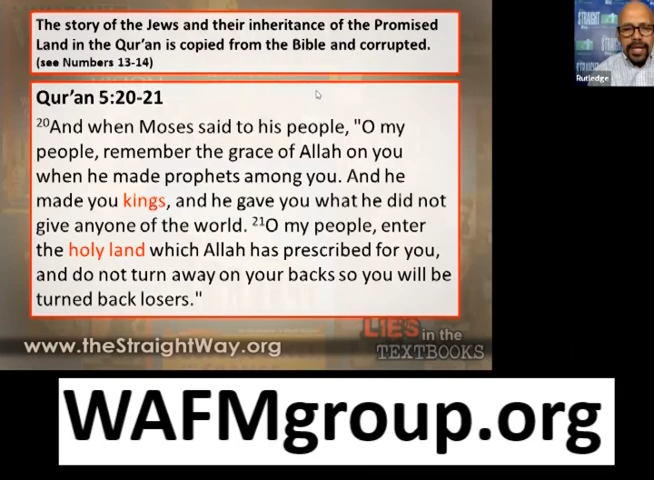 The story of the Jews and their inheritance of the Promised
Land in the Qur'an is copied from the Bible and corrupted.
(see Numbers 13-14)
Qur'an 5:20-21
20And when Moses said to his people, "O my
people, remember the grace of Allah on you
when he made prophets among you. And he
made you kings, and he gave you what he did not
give anyone of the world. 21O my people, enter
the holy land which Allah has prescribed for you,
and do not turn away on your backs so you will be
turned back losers."
LIES in the
TEXTBOOKS
www.theStraightWay.org
Rutledge
WAFMgroup.org